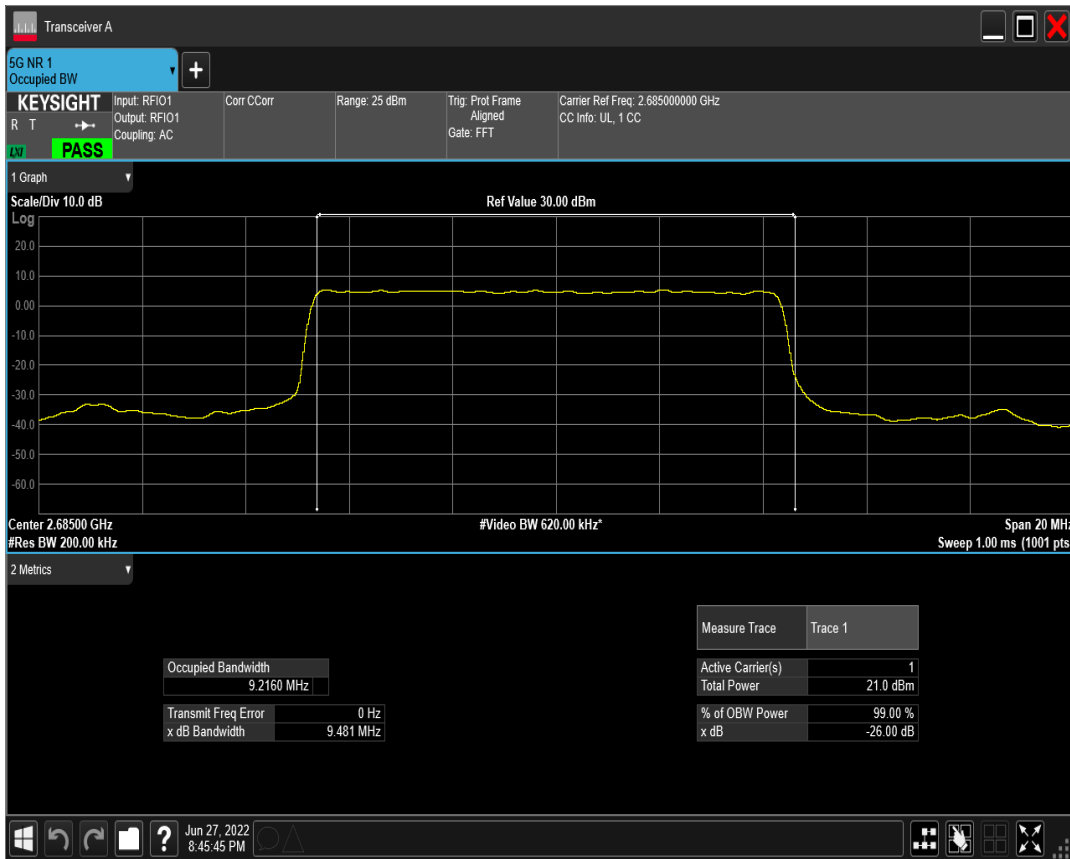 Transceiver A
5G NR 1
Occupied BW
+
KEYSIGHT
R T
LXI
PASS
Input: RFIO1
Output: RFIO1
Coupling: AC
Corr CCorr
Range: 25 dBm
Trig: Prot Frame
Aligned
Gate: FFT
Carrier Ref Freq: 2.685000000 GHz
CC Info: UL, 1 CC
1 Graph
Scale/Div 10.0 dB
Ref Value 30.00 dBm
Log
20.0
10.0
0.00
-10.0
-20.0
-30.0
-40.0
-50.0
-60.0
Center 2.68500 GHz
#Video BW 620.00 kHz*
Span 20 MHz
#Res BW 200.00 kHz
Sweep 1.00 ms (1001 pts
2 Metrics
Measure Trace Trace 1
Occupied Bandwidth
9.2160 MHz
Active Carrier(s) 1
Total Power 21.0 dBm
Transmit Freq Error 0 Hz
x dB Bandwidth 9.481 MHz
% of OBW Power 99.00 %
x dB -26.00 dB
?
Jun 27, 2022
8:45:45 PM